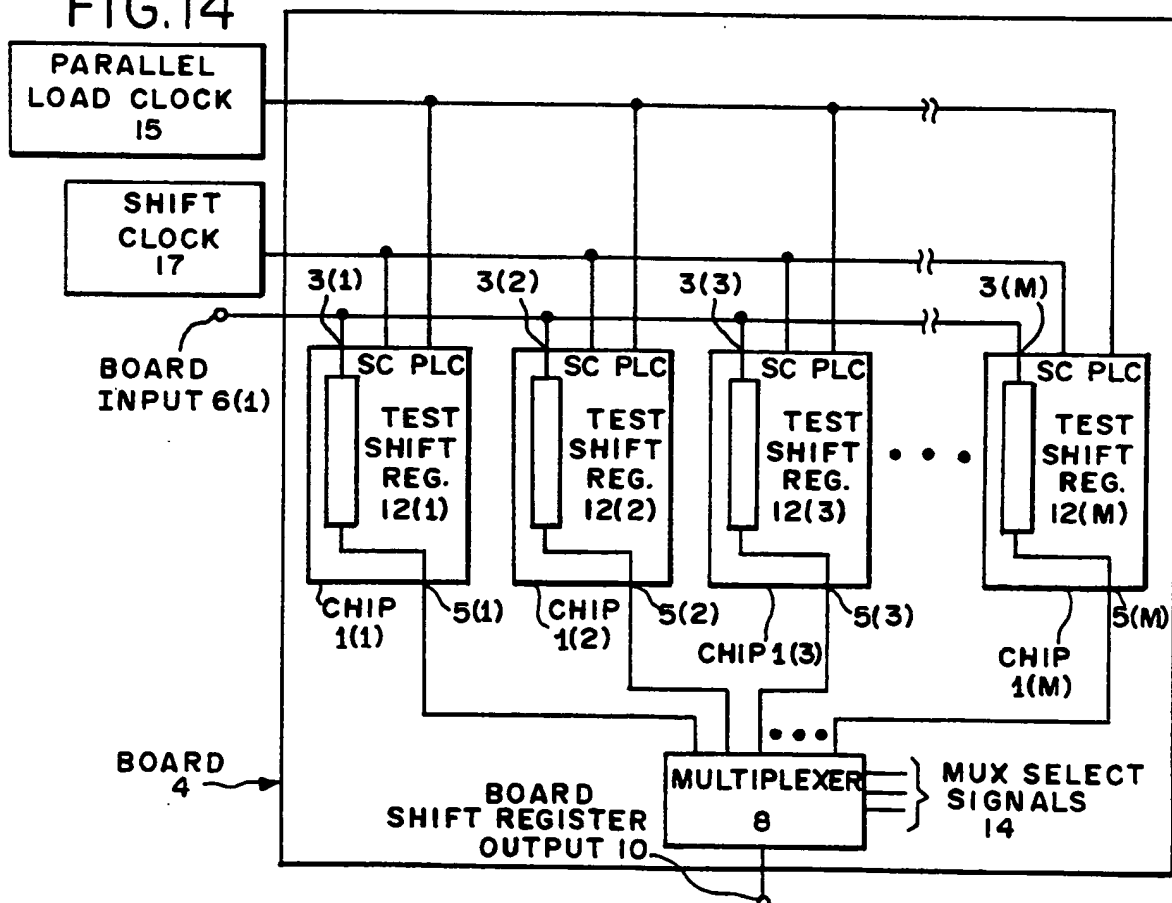 FIG.14
PARALLEL
LOAD CLOCK
15
SHIFT
CLOCK
17
3(1)
3(2)
3(3)
3(M)
BOARD
INPUT 6(1)
SC PLC
TEST
SHIFT
REG.
12(1)
SC PLC
TEST
SHIFT
REG.
12(2)
SC PLC
TEST
SHIFT
REG.
12(3)
SC PLC
TEST
SHIFT
REG.
12(M)
CHIP
1(1)
5(1)
CHIP
1(2)
5(2)
CHIP 1(3)
5(3)
CHIP
1(M)
5(M)
BOARD
4
MULTIPLEXER
8
MUX SELECT
SIGNALS
14
BOARD
SHIFT REGISTER
OUTPUT 10